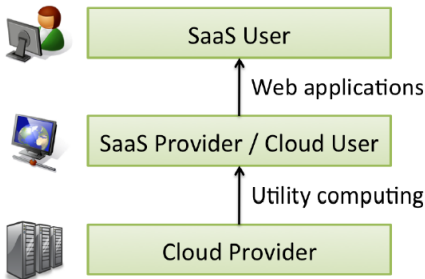 SaaS User
Web applications
SaaS Provider / Cloud User
Utility computing
Cloud Provider